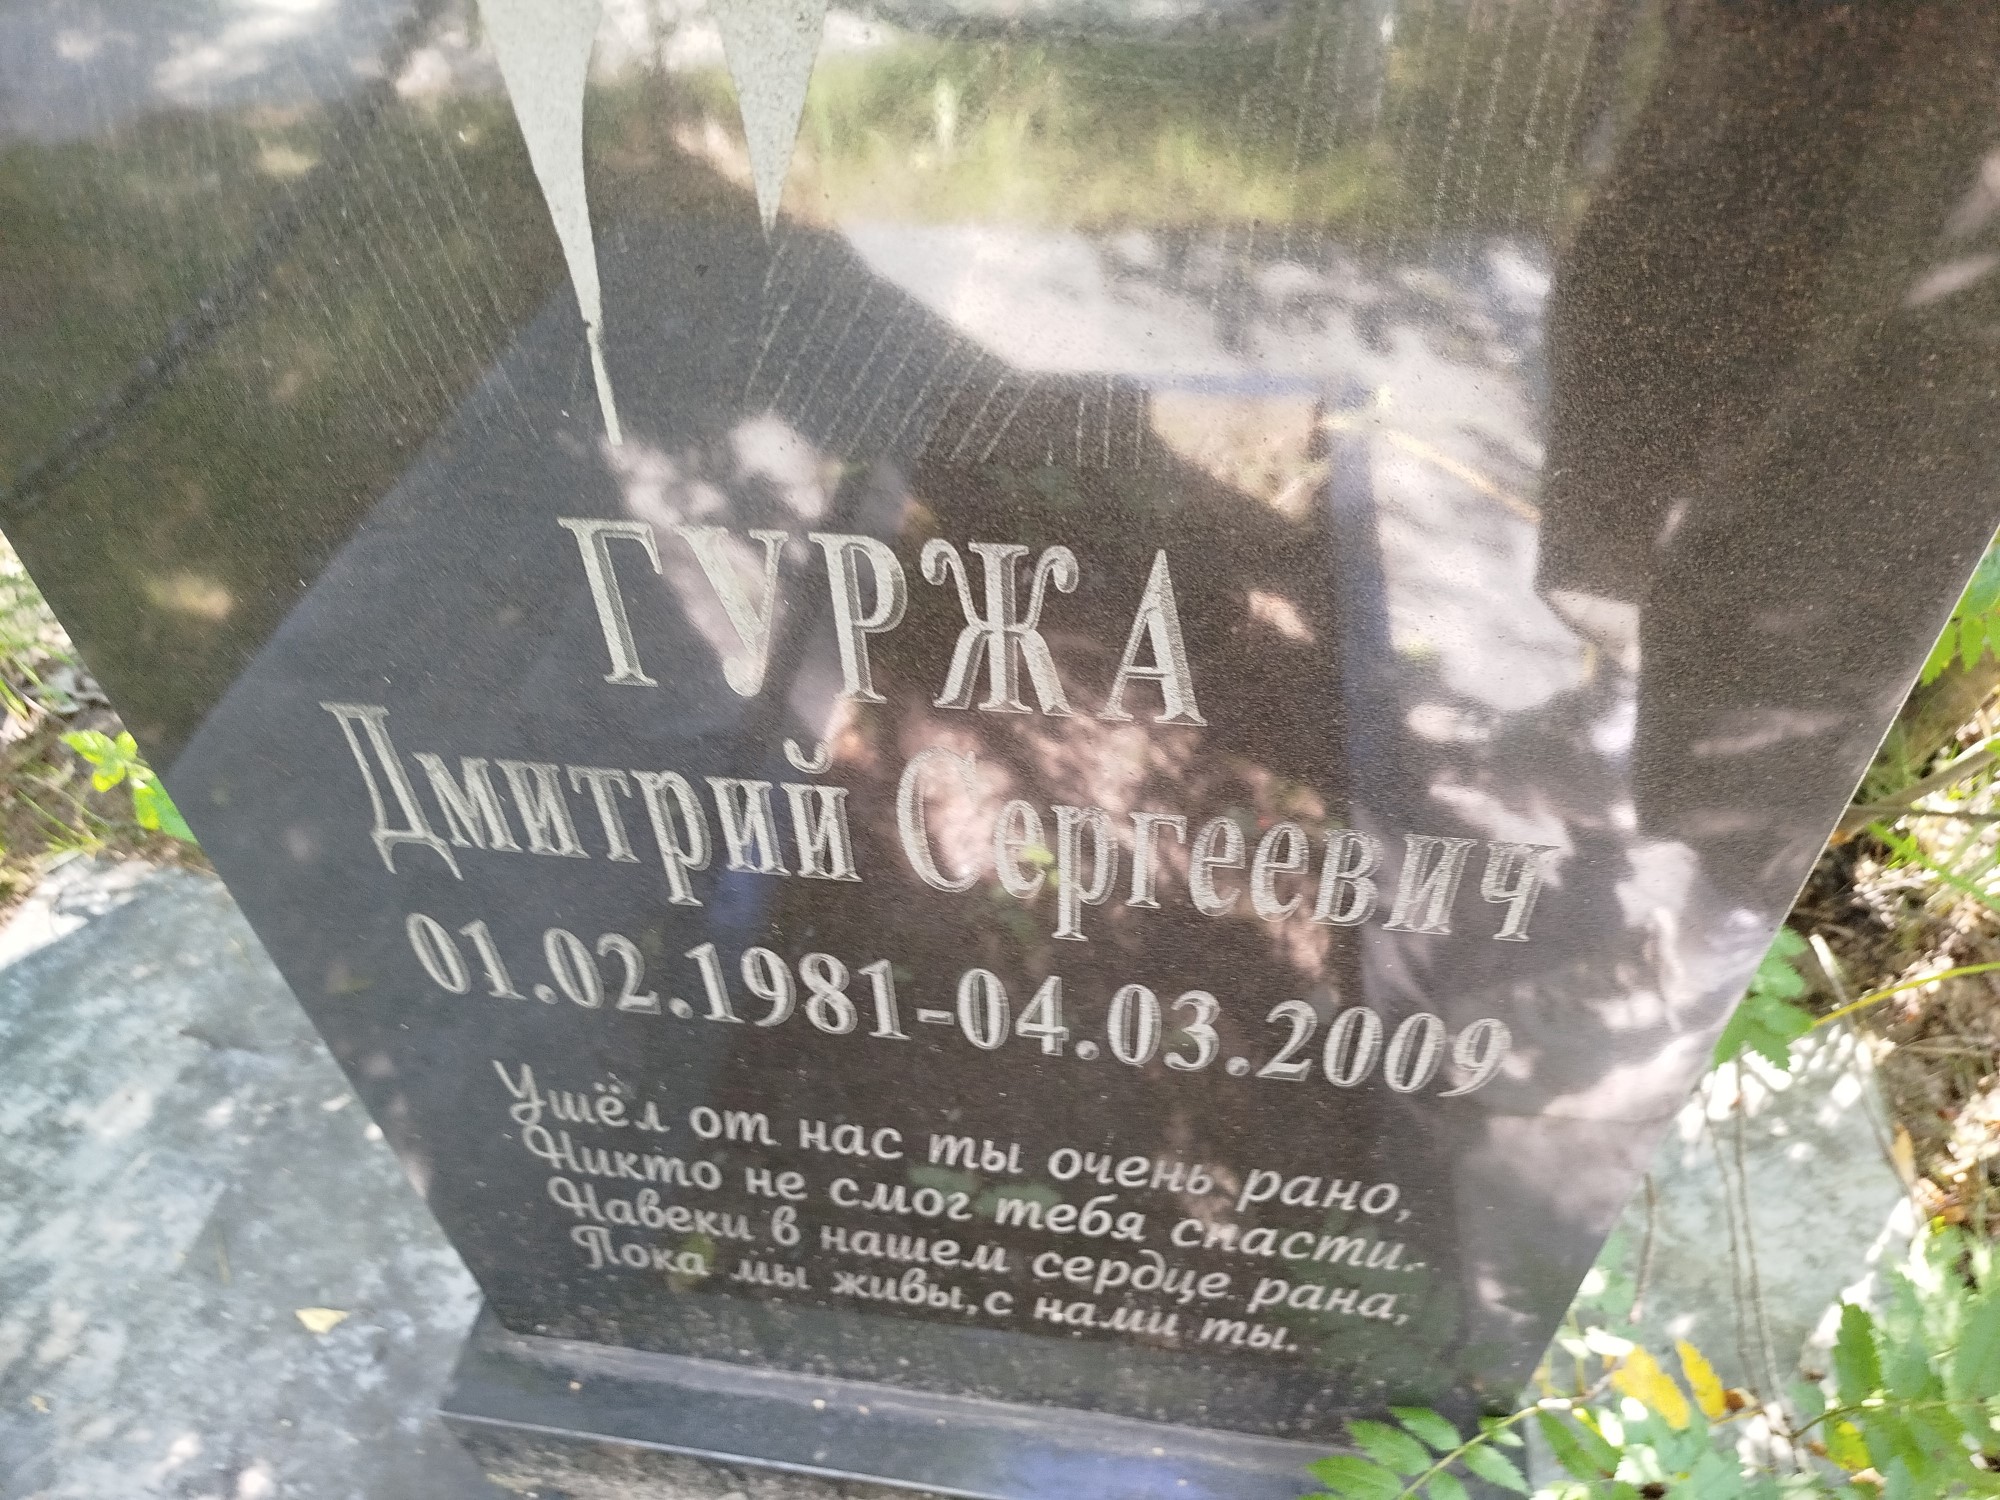 ГУРЖА
Дмитрий Сергеевич
01.02.1981-04.03.2009
Ушёл от нас ты очень рано,
Никто не смог тебя спасти.
Навеки в нашем сердце рана,
Пока мы живы, с нами ты.